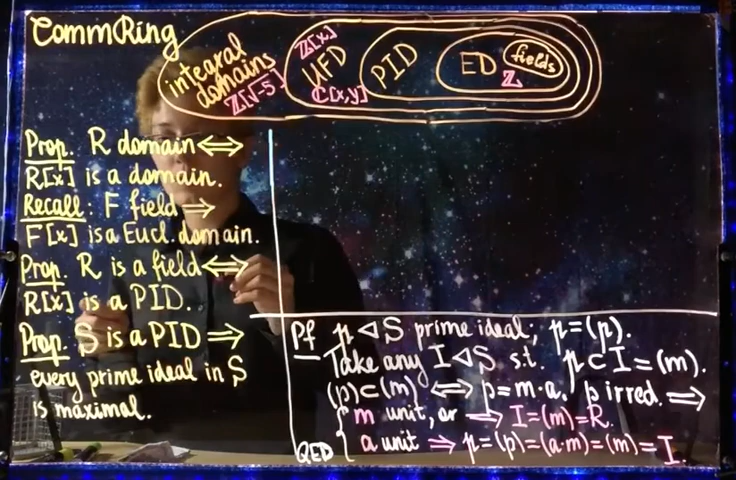 CommRing
integral
domains
Z[√-5]
Z[x]
UFD
C[x,y]
PID
ED
fields
Z
Prop. R domain ⟺
R[x] is a domain.
Recall: F field ⟹
F[x] is a Eucl. domain.
Prop. R is a field ⟺
R[x] is a PID.
Prop. S is a PID ⟹
every prime ideal in S
is maximal.
Pf 𝔭 ◁ S prime ideal; 𝔭=(p).
Take any I ◁ S s.t. 𝔭 ⊂ I = (m).
(p)⊂(m) ⟺ p=m·a. p irred. ⟹
{ m unit, or ⟹ I=(m)=R.
a unit ⟹ 𝔭=(p)=(a·m)=(m)=I.
QED